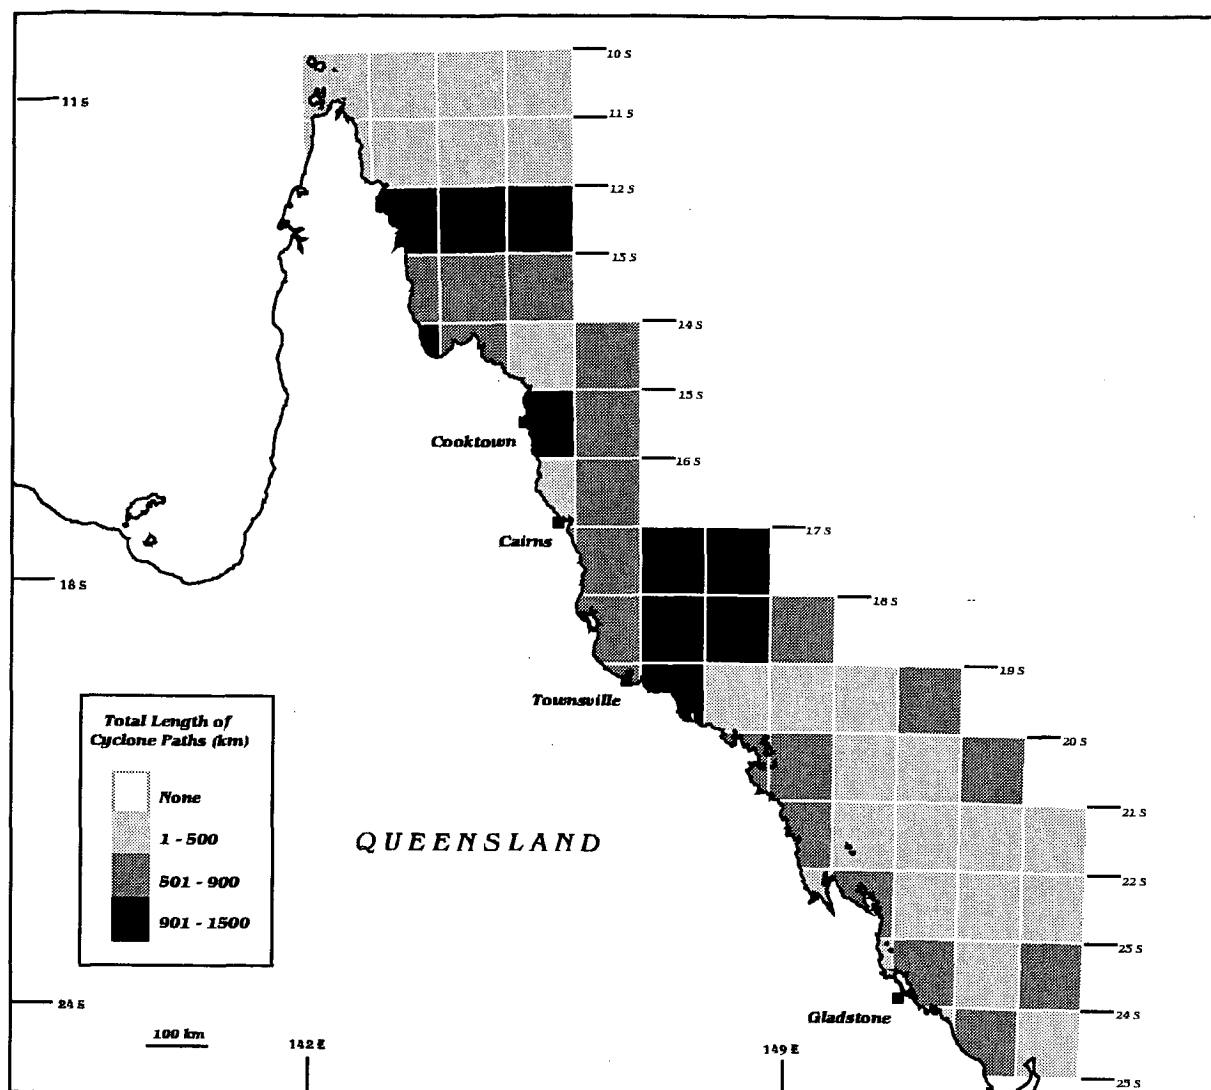 10 S
11 S
11 S
12 S
13 S
14 S
15 S
Cooktown
16 S
Cairns
17 S
18 S
18 S
19 S
Townsville
Total Length of
Cyclone Paths (km)
None
1 - 500
501 - 900
901 - 1500
20 S
QUEENSLAND
21 S
22 S
23 S
24 S
Gladstone
24 S
100 km
142 E
149 E
25 S